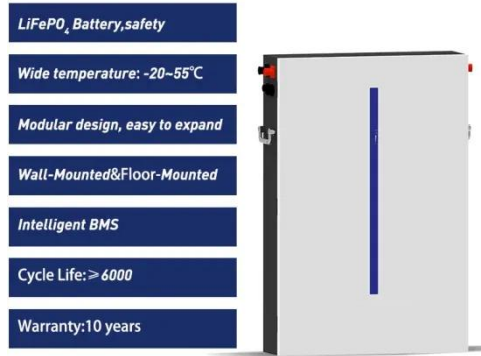 LiFePO₄ Battery,safety
Wide temperature: -20~55℃
Modular design, easy to expand
Wall-Mounted&Floor-Mounted
Intelligent BMS
Cycle Life:≥6000
Warranty:10 years